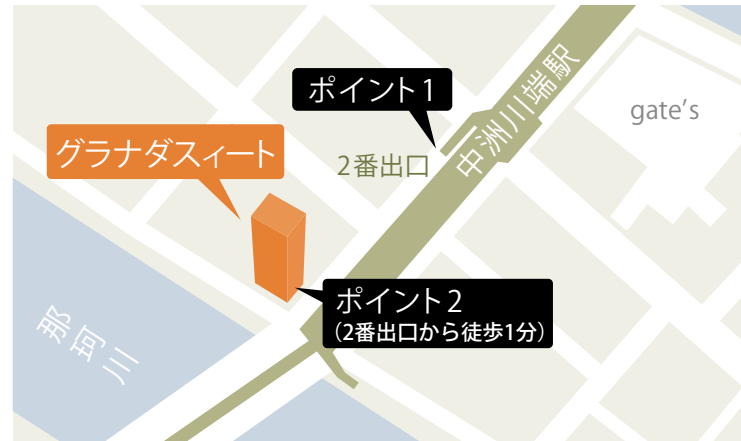 ポイント1
gate's
中洲川端駅
グラナダスィート
2番出口
ポイント2
(2番出口から徒歩1分)
那珂川